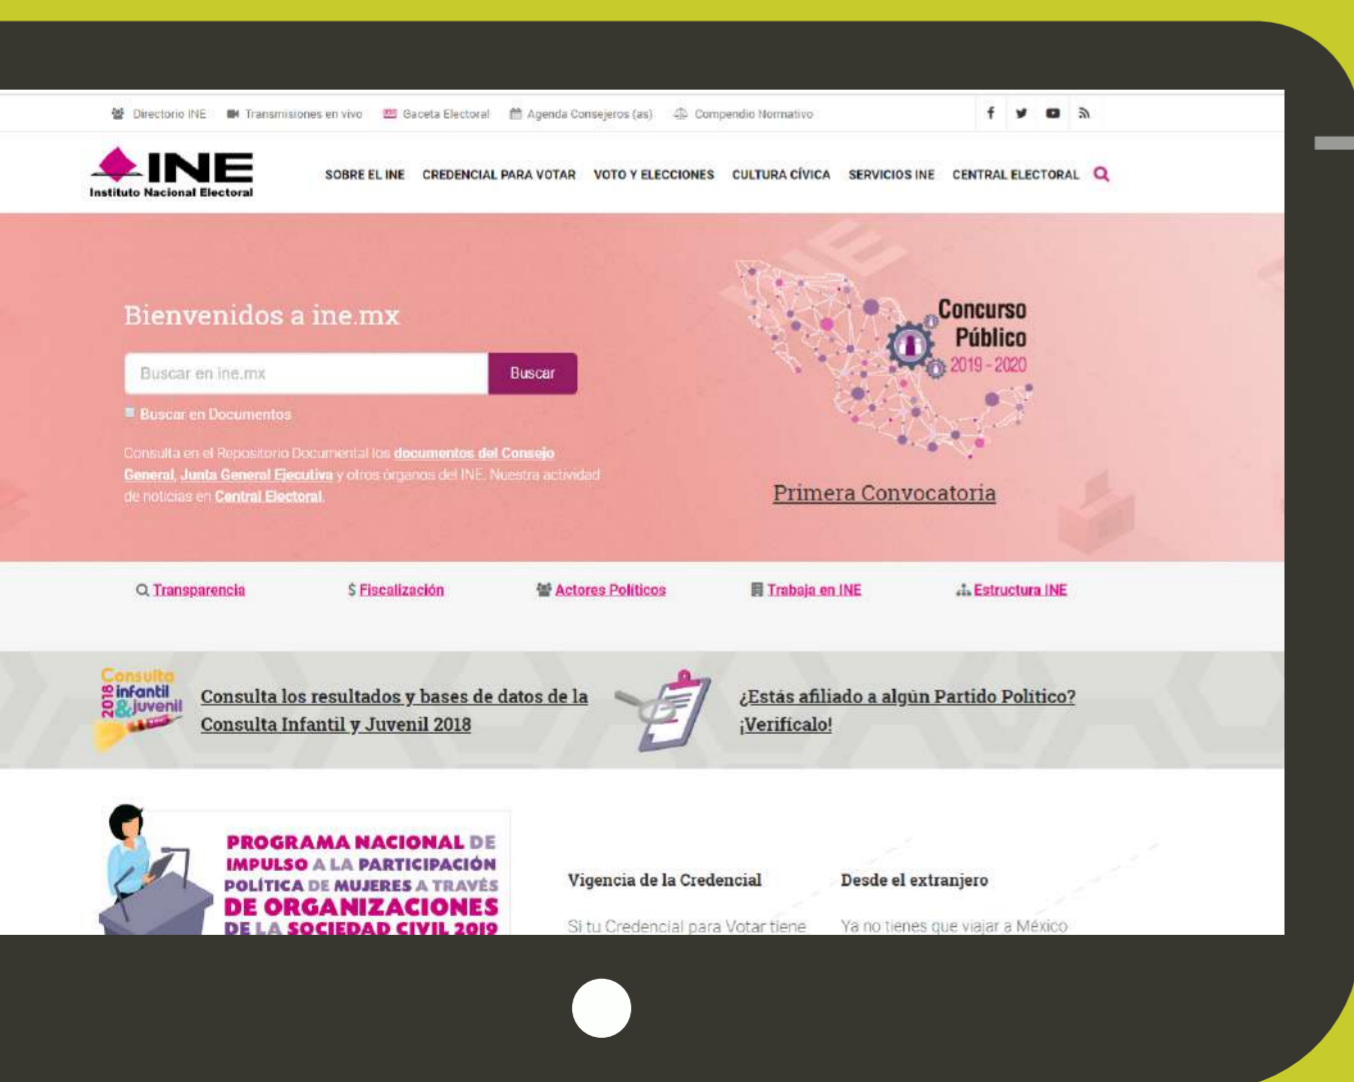 Directorio INE Transmisiones en vivo Gaceta Electoral Agenda Consejeros (as) Compendio Normativo
INE
Instituto Nacional Electoral
SOBRE EL INE CREDENCIAL PARA VOTAR VOTO Y ELECCIONES CULTURA CÍVICA SERVICIOS INE CENTRAL ELECTORAL
Bienvenidos a ine.mx
Buscar en ine.mx Buscar
Buscar en Documentos
Consulta en el Repositorio Documental los documentos del Consejo
General, Junta General Ejecutiva y otros órganos del INE. Nuestra actividad
de noticias en Central Electoral.
Concurso
Público
2019 - 2020
Primera Convocatoria
Transparencia $ Fiscalización Actores Políticos Trabaja en INE Estructura INE
Consulta
infantil
&juvenil
2018
Consulta los resultados y bases de datos de la
Consulta Infantil y Juvenil 2018
¿Estás afiliado a algún Partido Político?
¡Verifícalo!
PROGRAMA NACIONAL DE
IMPULSO A LA PARTICIPACIÓN
POLÍTICA DE MUJERES A TRAVÉS
DE ORGANIZACIONES
DE LA SOCIEDAD CIVIL 2019
Vigencia de la Credencial
Si tu Credencial para Votar tiene
Desde el extranjero
Ya no tienes que viajar a México